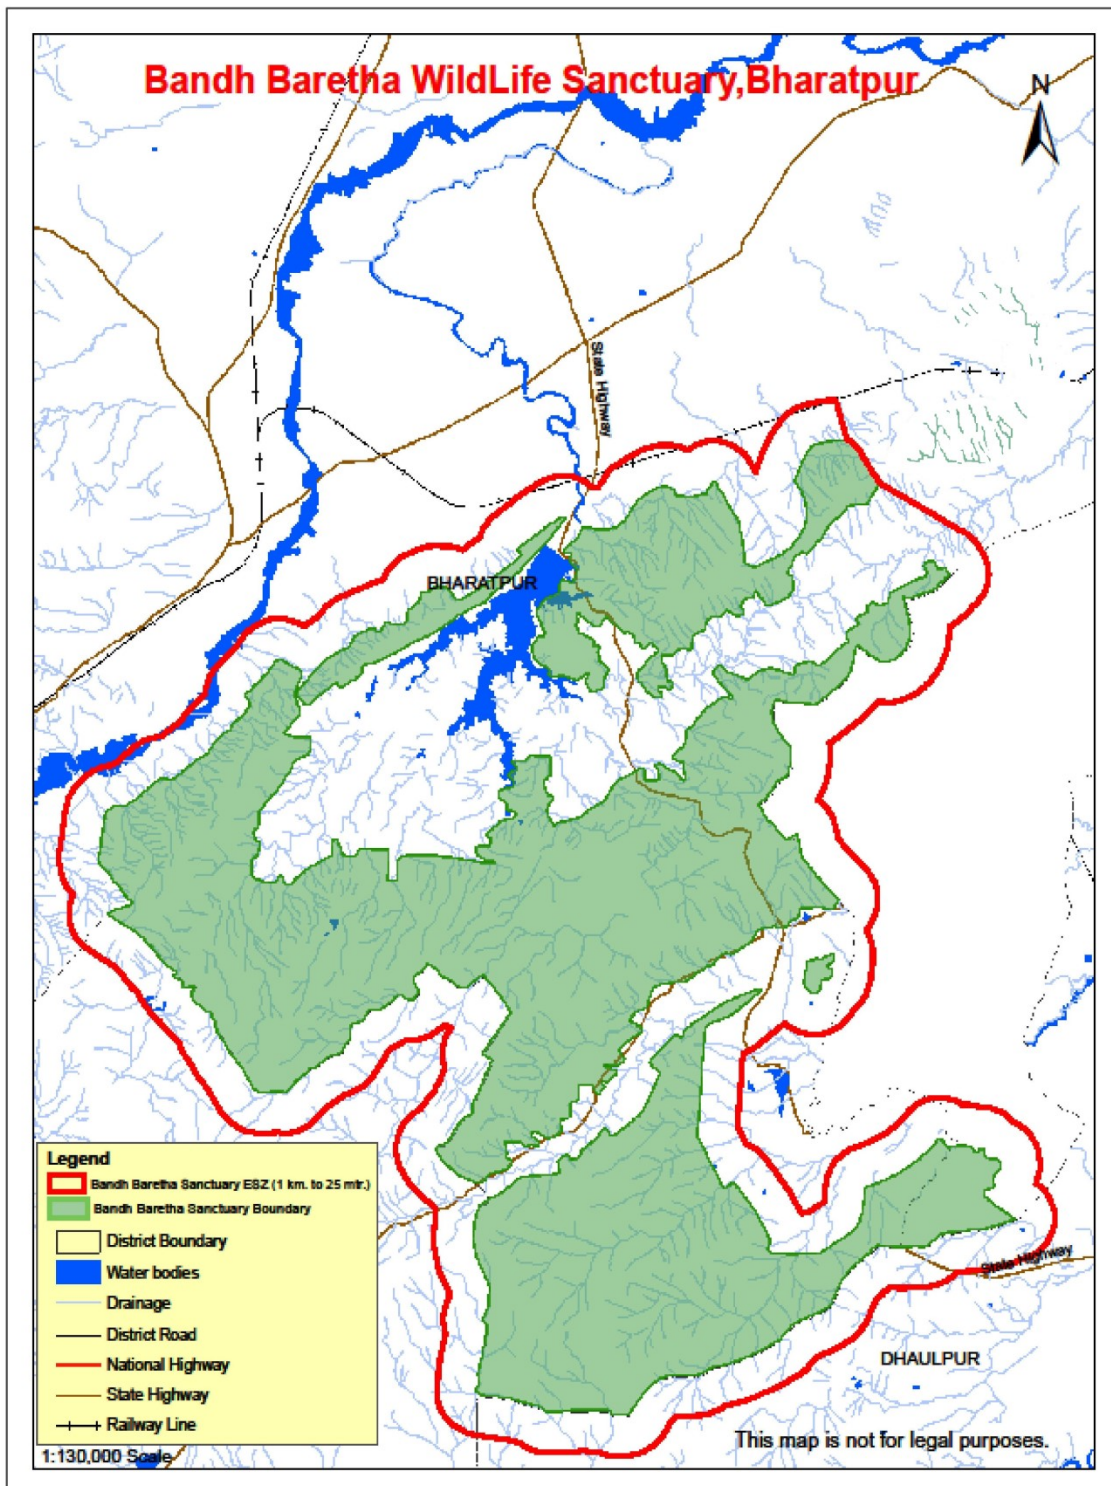 Bandh Baretha WildLife Sanctuary,Bharatpur
N
State Highway
BHARATPUR
State Highway
DHAULPUR
Legend
Bandh Baretha Sanctuary ESZ (1 km. to 25 mtr.)
Bandh Baretha Sanctuary Boundary
District Boundary
Water bodies
Drainage
District Road
National Highway
State Highway
Railway Line
1:130,000 Scale
This map is not for legal purposes.